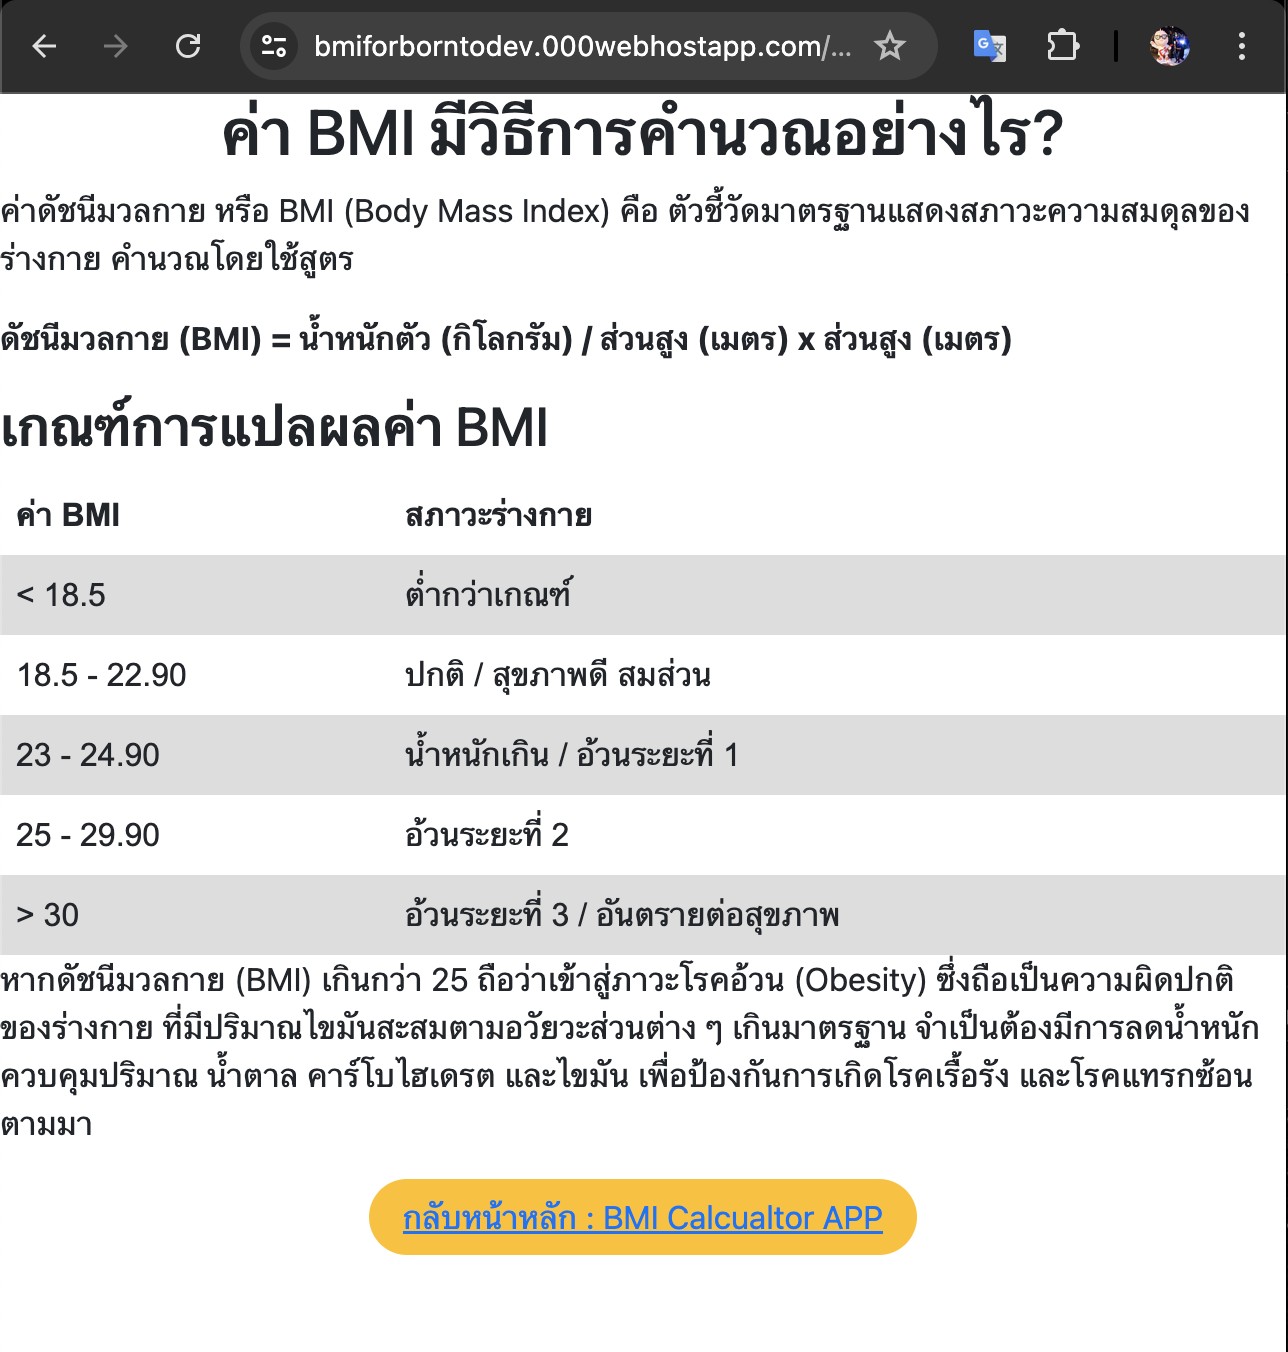 bmiforborntodev.000webhostapp.com/...
ค่า BMI มีวิธีการคำนวณอย่างไร?
ค่าดัชนีมวลกาย หรือ BMI (Body Mass Index) คือ ตัวชี้วัดมาตรฐานแสดงสภาวะความสมดุลของ
ร่างกาย คำนวณโดยใช้สูตร
ดัชนีมวลกาย (BMI) = น้ำหนักตัว (กิโลกรัม) / ส่วนสูง (เมตร) x ส่วนสูง (เมตร)
เกณฑ์การแปลผลค่า BMI
ค่า BMI สภาวะร่างกาย
< 18.5 ต่ำกว่าเกณฑ์
18.5 - 22.90 ปกติ / สุขภาพดี สมส่วน
23 - 24.90 น้ำหนักเกิน / อ้วนระยะที่ 1
25 - 29.90 อ้วนระยะที่ 2
> 30 อ้วนระยะที่ 3 / อันตรายต่อสุขภาพ
หากดัชนีมวลกาย (BMI) เกินกว่า 25 ถือว่าเข้าสู่ภาวะโรคอ้วน (Obesity) ซึ่งถือเป็นความผิดปกติ
ของร่างกาย ที่มีปริมาณไขมันสะสมตามอวัยวะส่วนต่าง ๆ เกินมาตรฐาน จำเป็นต้องมีการลดน้ำหนัก
ควบคุมปริมาณ น้ำตาล คาร์โบไฮเดรต และไขมัน เพื่อป้องกันการเกิดโรคเรื้อรัง และโรคแทรกซ้อน
ตามมา
กลับหน้าหลัก : BMI Calcualtor APP